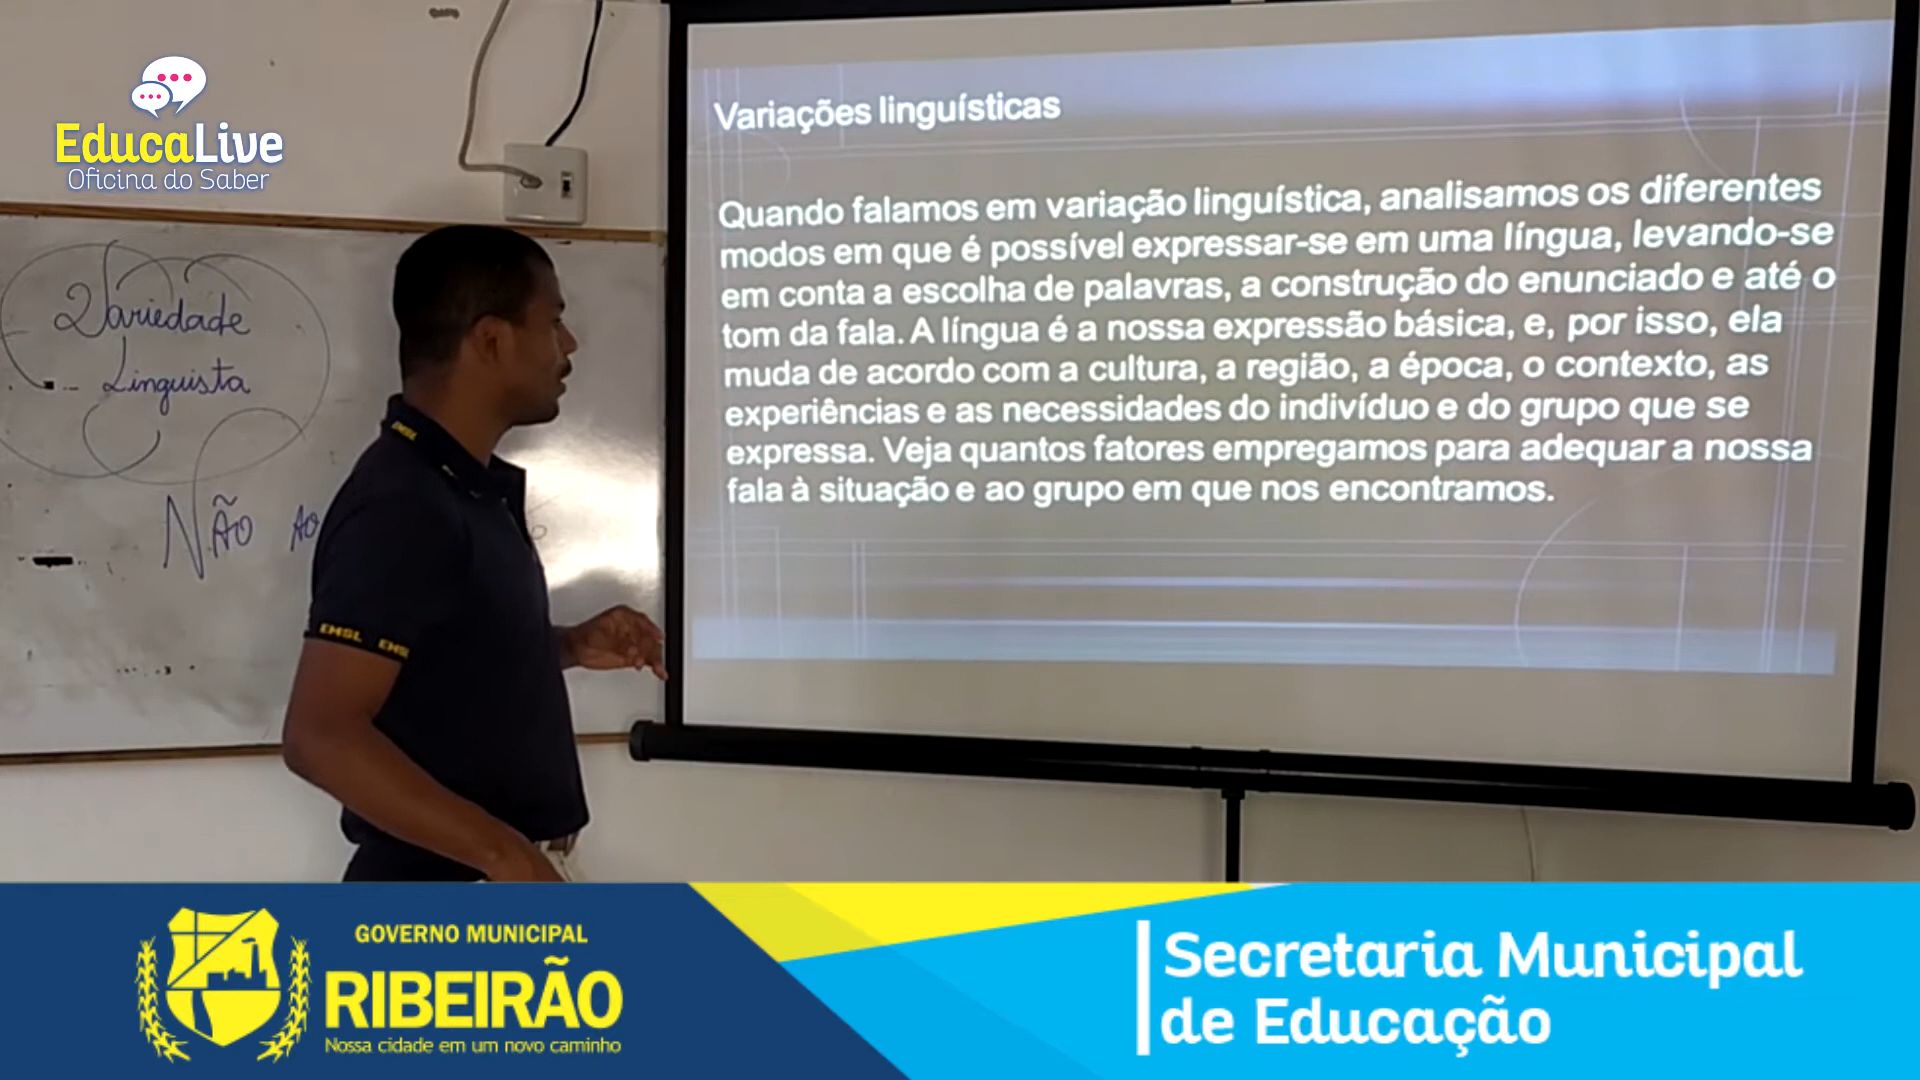 EducaLive
Oficina do Saber
Variedade
Linguista
NÃO AO
EMSL
EMSL EMSL
Variações linguísticas
Quando falamos em variação linguística, analisamos os diferentes
modos em que é possível expressar-se em uma língua, levando-se
em conta a escolha de palavras, a construção do enunciado e até o
tom da fala. A língua é a nossa expressão básica, e, por isso, ela
muda de acordo com a cultura, a região, a época, o contexto, as
experiências e as necessidades do indivíduo e do grupo que se
expressa. Veja quantos fatores empregamos para adequar a nossa
fala à situação e ao grupo em que nos encontramos.
GOVERNO MUNICIPAL
RIBEIRÃO
Nossa cidade em um novo caminho
Secretaria Municipal
de Educação